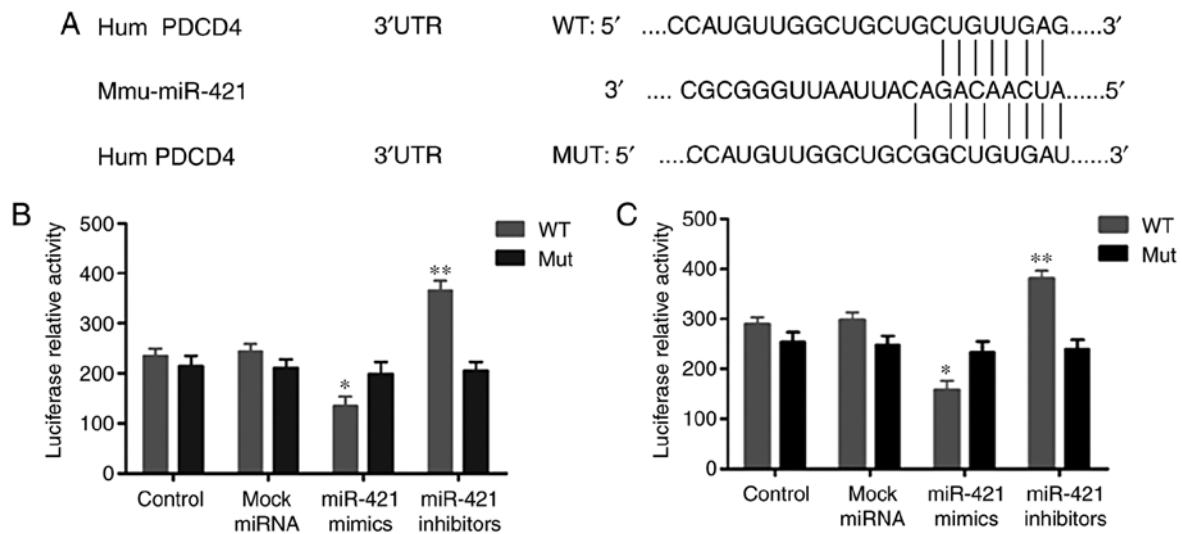 A Hum PDCD4 3′UTR WT: 5′ ....CCAUGUUGGCUGCUGCUGUUGAG.....3′
Mmu-miR-421 3′ .... CGCGGGUUAAUUACAGACAACUA......5′
Hum PDCD4 3′UTR MUT: 5′ .....CCAUGUUGGCUGCGGCUGUGAU......3′
B
Luciferase relative activity
500
400
300
200
100
0
WT
Mut
*
**
Control
Mock miRNA
miR-421 mimics
miR-421 inhibitors
C
Luciferase relative activity
500
400
300
200
100
0
WT
Mut
*
**
Control
Mock miRNA
miR-421 mimics
miR-421 inhibitors